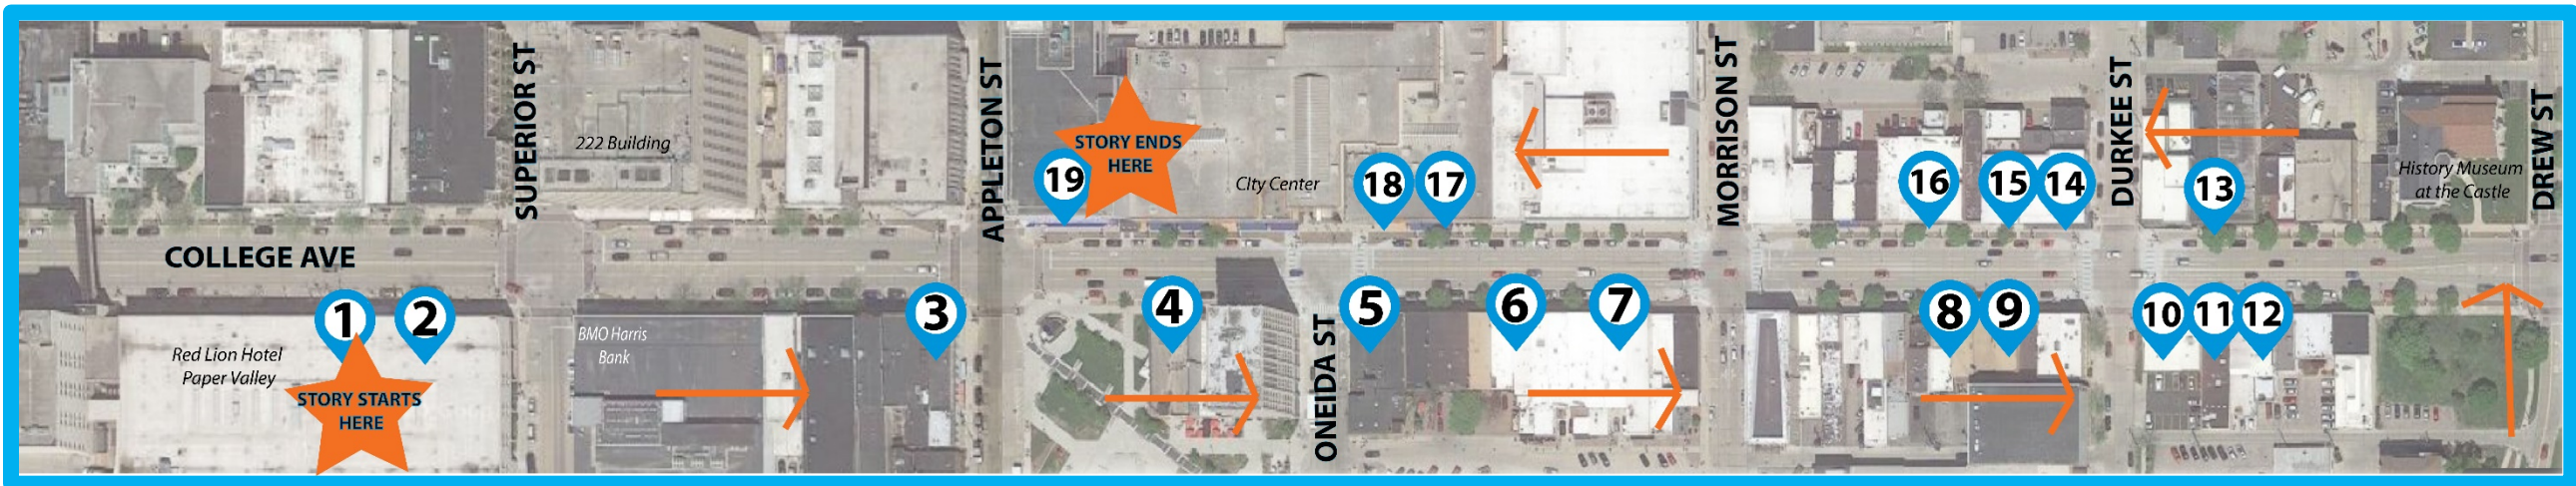 SUPERIOR ST
222 Building
APPLETON ST
STORY ENDS
HERE
19
CIty Center
18
17
MORRISON ST
16
15
14
DURKEE ST
13
History Museum
at the Castle
DREW ST
COLLEGE AVE
1
2
3
4
5
6
7
8
9
10
11
12
Red Lion Hotel
Paper Valley
STORY STARTS
HERE
BMO Harris
Bank
ONEIDA ST